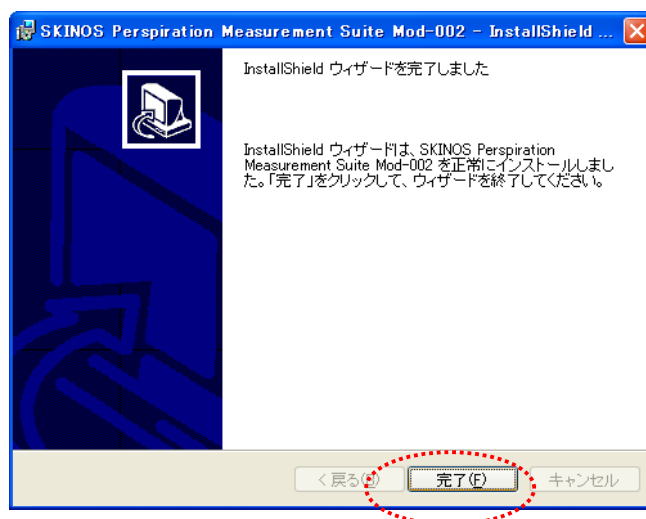 SKINOS Perspiration Measurement Suite Mod-002 - InstallShield ...
InstallShield ウィザードを完了しました
InstallShield ウィザードは、SKINOS Perspiration
Measurement Suite Mod-002 を正常にインストールしまし
た。「完了」をクリックして、ウィザードを終了してください。
< 戻る(B) 完了(F) キャンセル